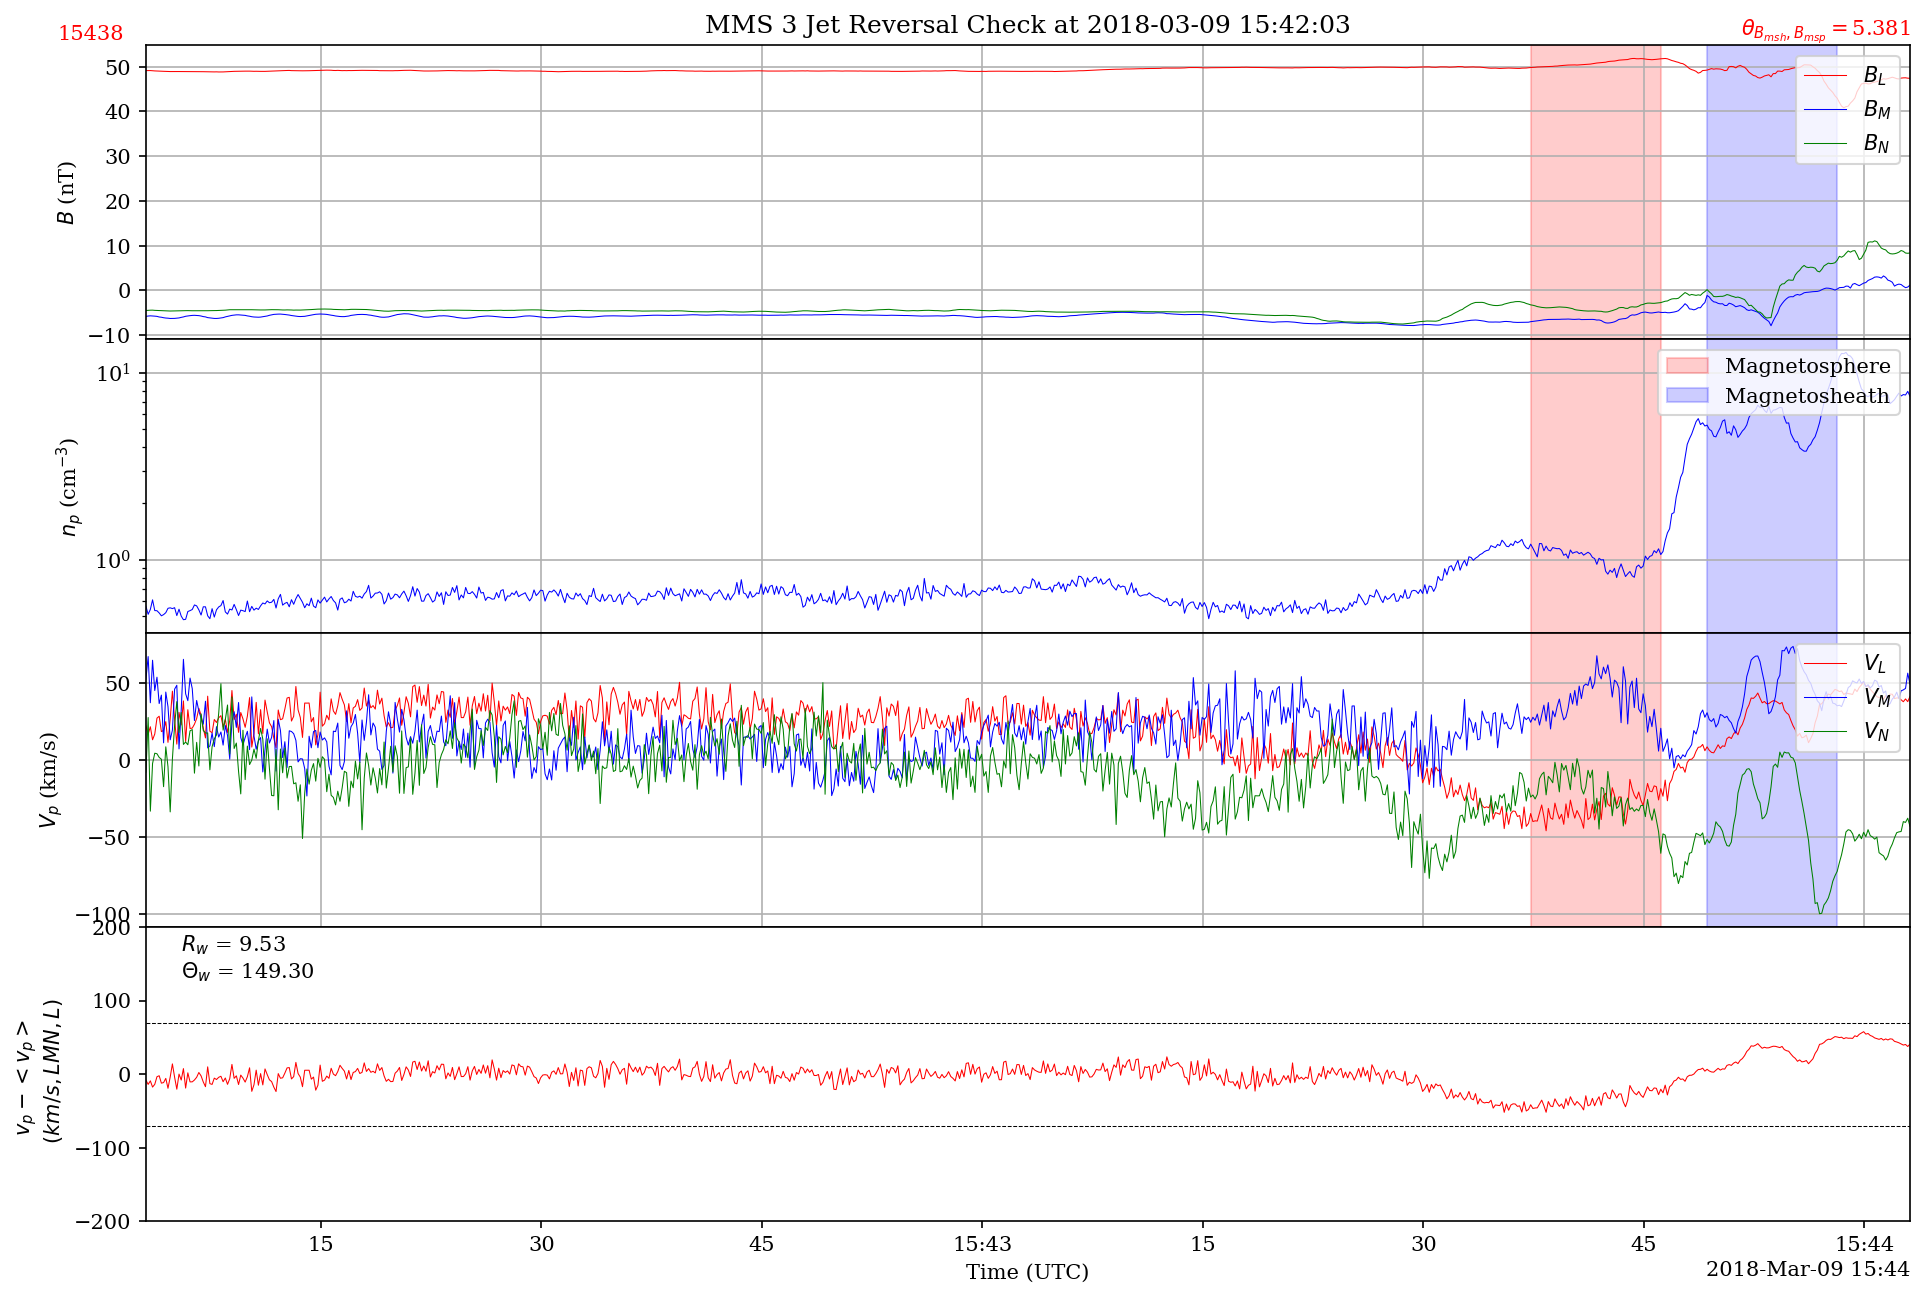 15438
MMS 3 Jet Reversal Check at 2018-03-09 15:42:03
θ_{B_{msh}, B_{msp}} = 5.381
50
40
30
20
10
0
−10
B (nT)
B_L
B_M
B_N
10^1
10^0
n_p (cm^{−3})
Magnetosphere
Magnetosheath
50
0
−50
−100
V_p (km/s)
V_L
V_M
V_N
200
100
0
−100
−200
v_p − < v_p >
(km/s, LMN, L)
R_w = 9.53
Θ_w = 149.30
15
30
45
15:43
15
30
45
15:44
Time (UTC)
2018-Mar-09 15:44